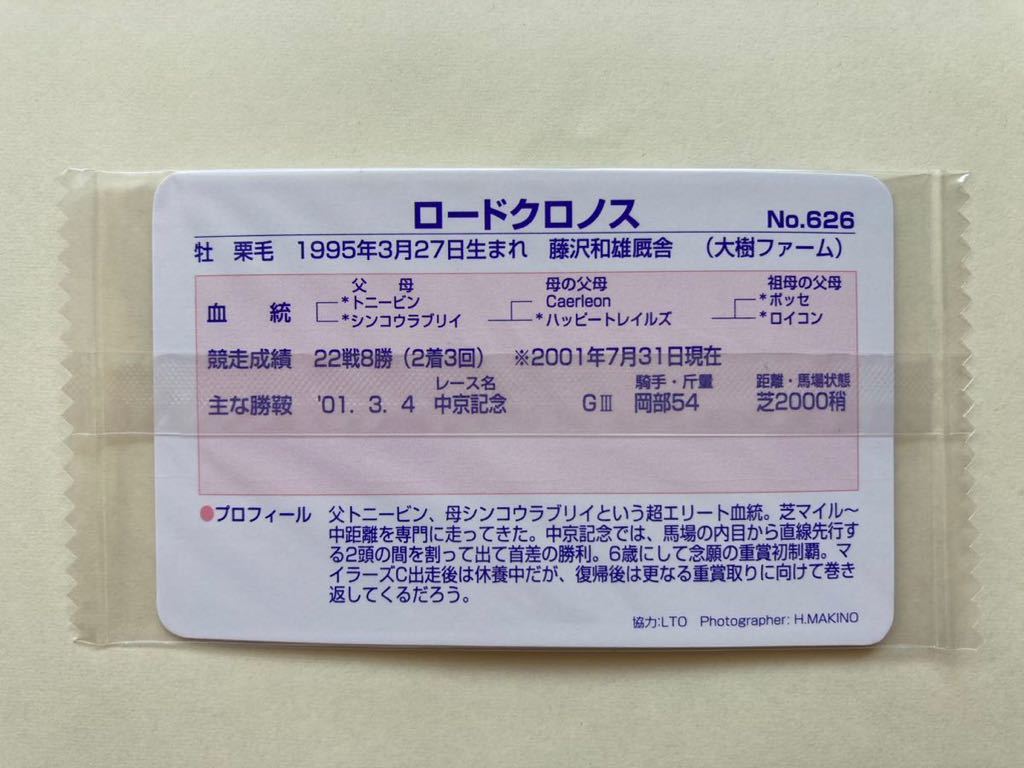 ロードクロノス No.626
牡 栗毛 1995年3月27日生まれ 藤沢和雄厩舎 （大樹ファーム）
父 母 母の父母 祖母の父母
血統 *トニービン Caerleon *ポッセ
*シンコウラブリイ *ハッピートレイルズ *ロイコン
競走成績 22戦8勝（2着3回） ※2001年7月31日現在
レース名 騎手・斤量 距離・馬場状態
主な勝鞍 '01. 3. 4 中京記念 GⅢ 岡部54 芝2000稍
●プロフィール 父トニービン、母シンコウラブリイという超エリート血統。芝マイル～
中距離を専門に走ってきた。中京記念では、馬場の内目から直線先行す
る2頭の間を割って出て首差の勝利。6歳にして念願の重賞初制覇。マ
イラーズC出走後は休養中だが、復帰後は更なる重賞取りに向けて巻き
返してくるだろう。
協力:LTO Photographer: H.MAKINO